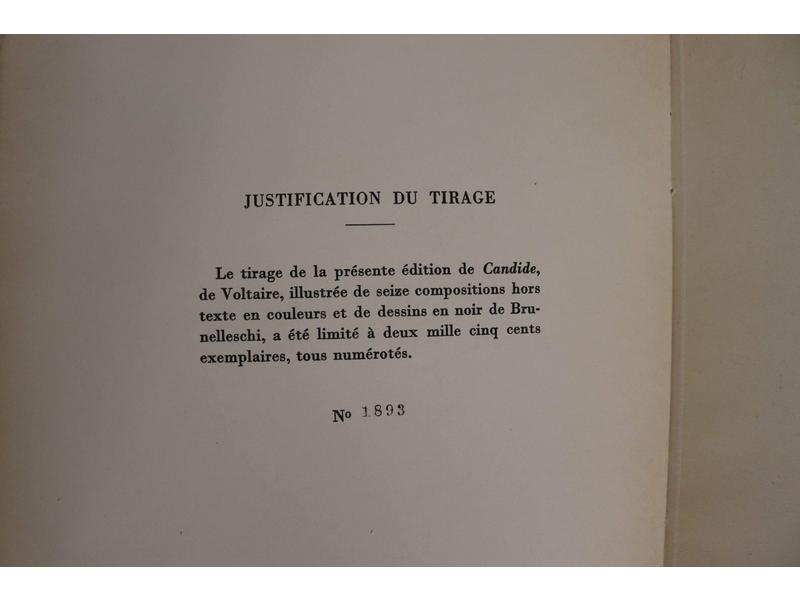 JUSTIFICATION DU TIRAGE
Le tirage de la présente édition de Candide,
de Voltaire, illustrée de seize compositions hors
texte en couleurs et de dessins en noir de Bru-
nelleschi, a été limité à deux mille cinq cents
exemplaires, tous numérotés.
No 1893